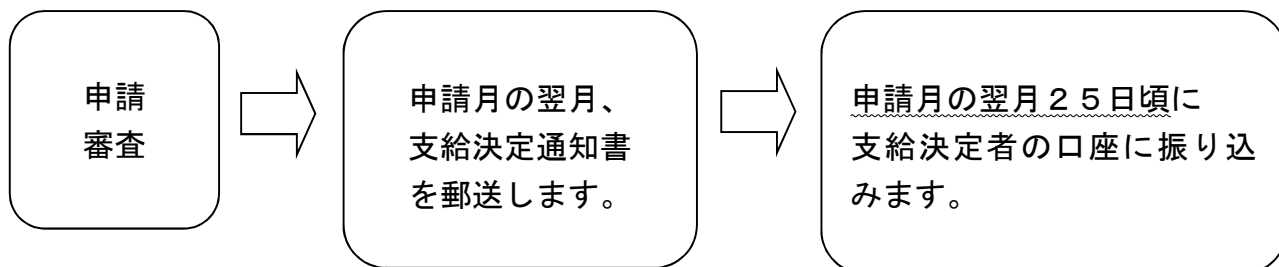 申請
審査
申請月の翌月、
支給決定通知書
を郵送します。
申請月の翌月２５日頃に
支給決定者の口座に振り込
みます。